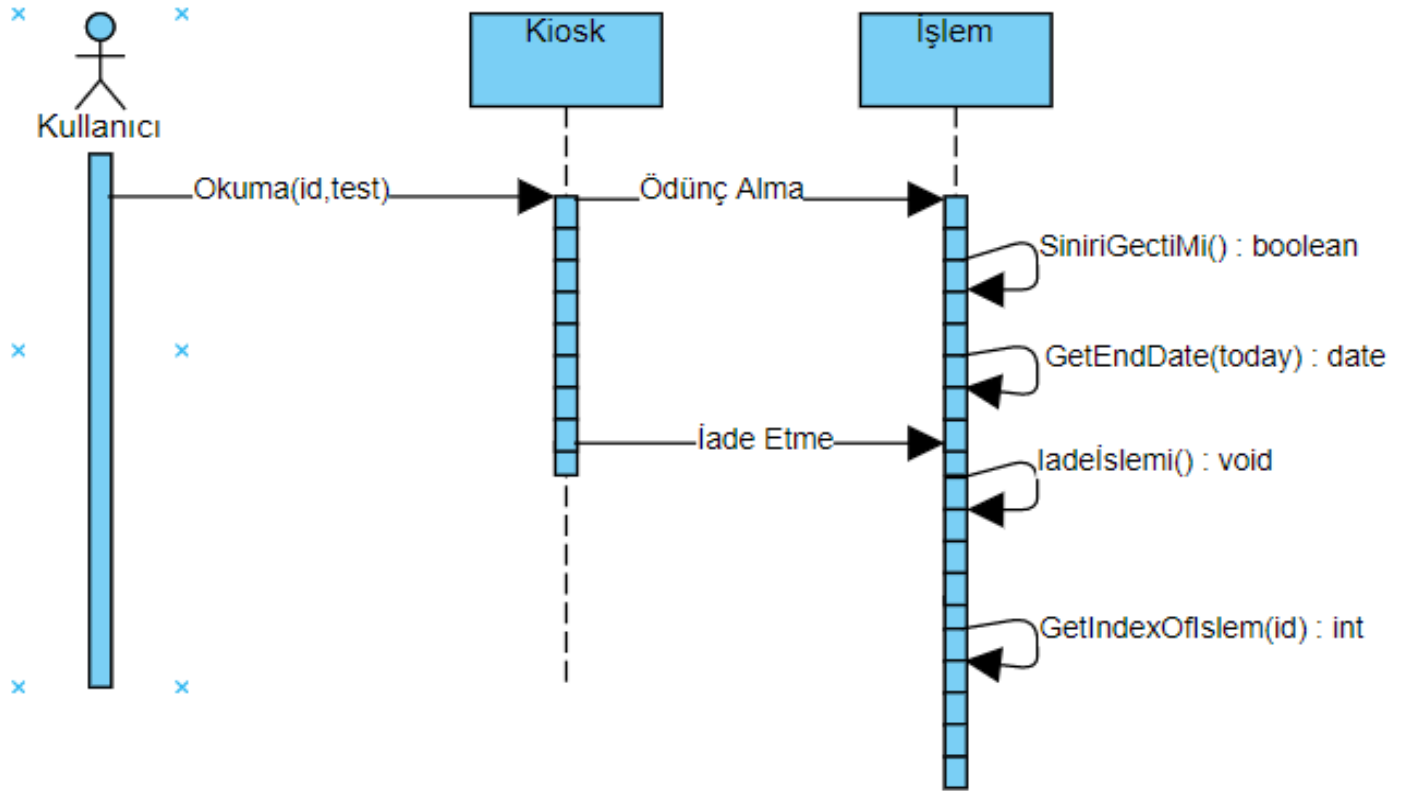 Kiosk
İşlem
Kullanıcı
Okuma(id,test)
Ödünç Alma
SiniriGectiMi() : boolean
GetEndDate(today) : date
İade Etme
Iadeİslemi() : void
GetIndexOfIslem(id) : int